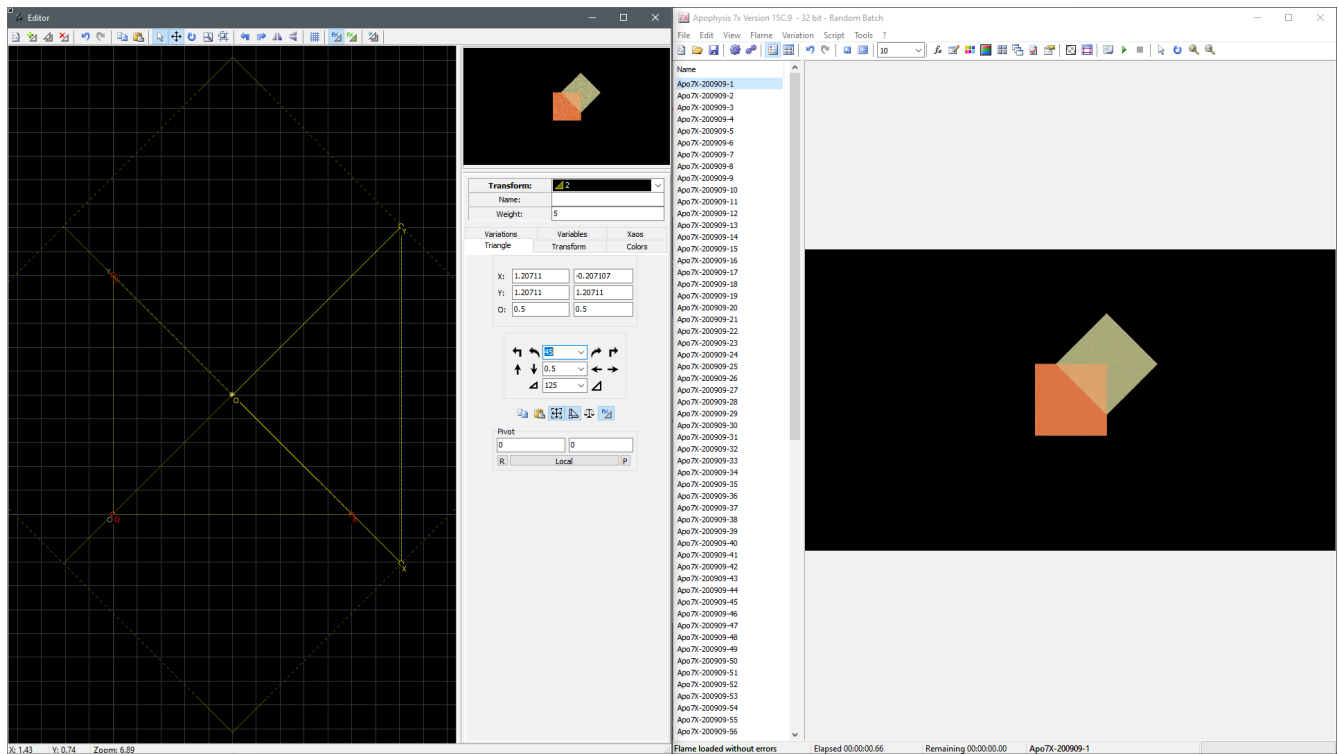 Editor
Y
Y
X
O
O O
X
X
X: 1.43 Y: 0.74 Zoom: 6.89
Transform: 2
Name:
Weight: 5
Variations Variables Xaos
Triangle Transform Colors
X: 1.20711 -0.207107
Y: 1.20711 1.20711
O: 0.5 0.5
45
0.5
125
Pivot
0 0
R Local P
Apophysis 7x Version 15C.9 - 32 bit - Random Batch
File Edit View Flame Variation Script Tools ?
10
Name
Apo7X-200909-1
Apo7X-200909-2
Apo7X-200909-3
Apo7X-200909-4
Apo7X-200909-5
Apo7X-200909-6
Apo7X-200909-7
Apo7X-200909-8
Apo7X-200909-9
Apo7X-200909-10
Apo7X-200909-11
Apo7X-200909-12
Apo7X-200909-13
Apo7X-200909-14
Apo7X-200909-15
Apo7X-200909-16
Apo7X-200909-17
Apo7X-200909-18
Apo7X-200909-19
Apo7X-200909-20
Apo7X-200909-21
Apo7X-200909-22
Apo7X-200909-23
Apo7X-200909-24
Apo7X-200909-25
Apo7X-200909-26
Apo7X-200909-27
Apo7X-200909-28
Apo7X-200909-29
Apo7X-200909-30
Apo7X-200909-31
Apo7X-200909-32
Apo7X-200909-33
Apo7X-200909-34
Apo7X-200909-35
Apo7X-200909-36
Apo7X-200909-37
Apo7X-200909-38
Apo7X-200909-39
Apo7X-200909-40
Apo7X-200909-41
Apo7X-200909-42
Apo7X-200909-43
Apo7X-200909-44
Apo7X-200909-45
Apo7X-200909-46
Apo7X-200909-47
Apo7X-200909-48
Apo7X-200909-49
Apo7X-200909-50
Apo7X-200909-51
Apo7X-200909-52
Apo7X-200909-53
Apo7X-200909-54
Apo7X-200909-55
Apo7X-200909-56
Flame loaded without errors Elapsed 00:00:00.66 Remaining 00:00:00.00 Apo7X-200909-1